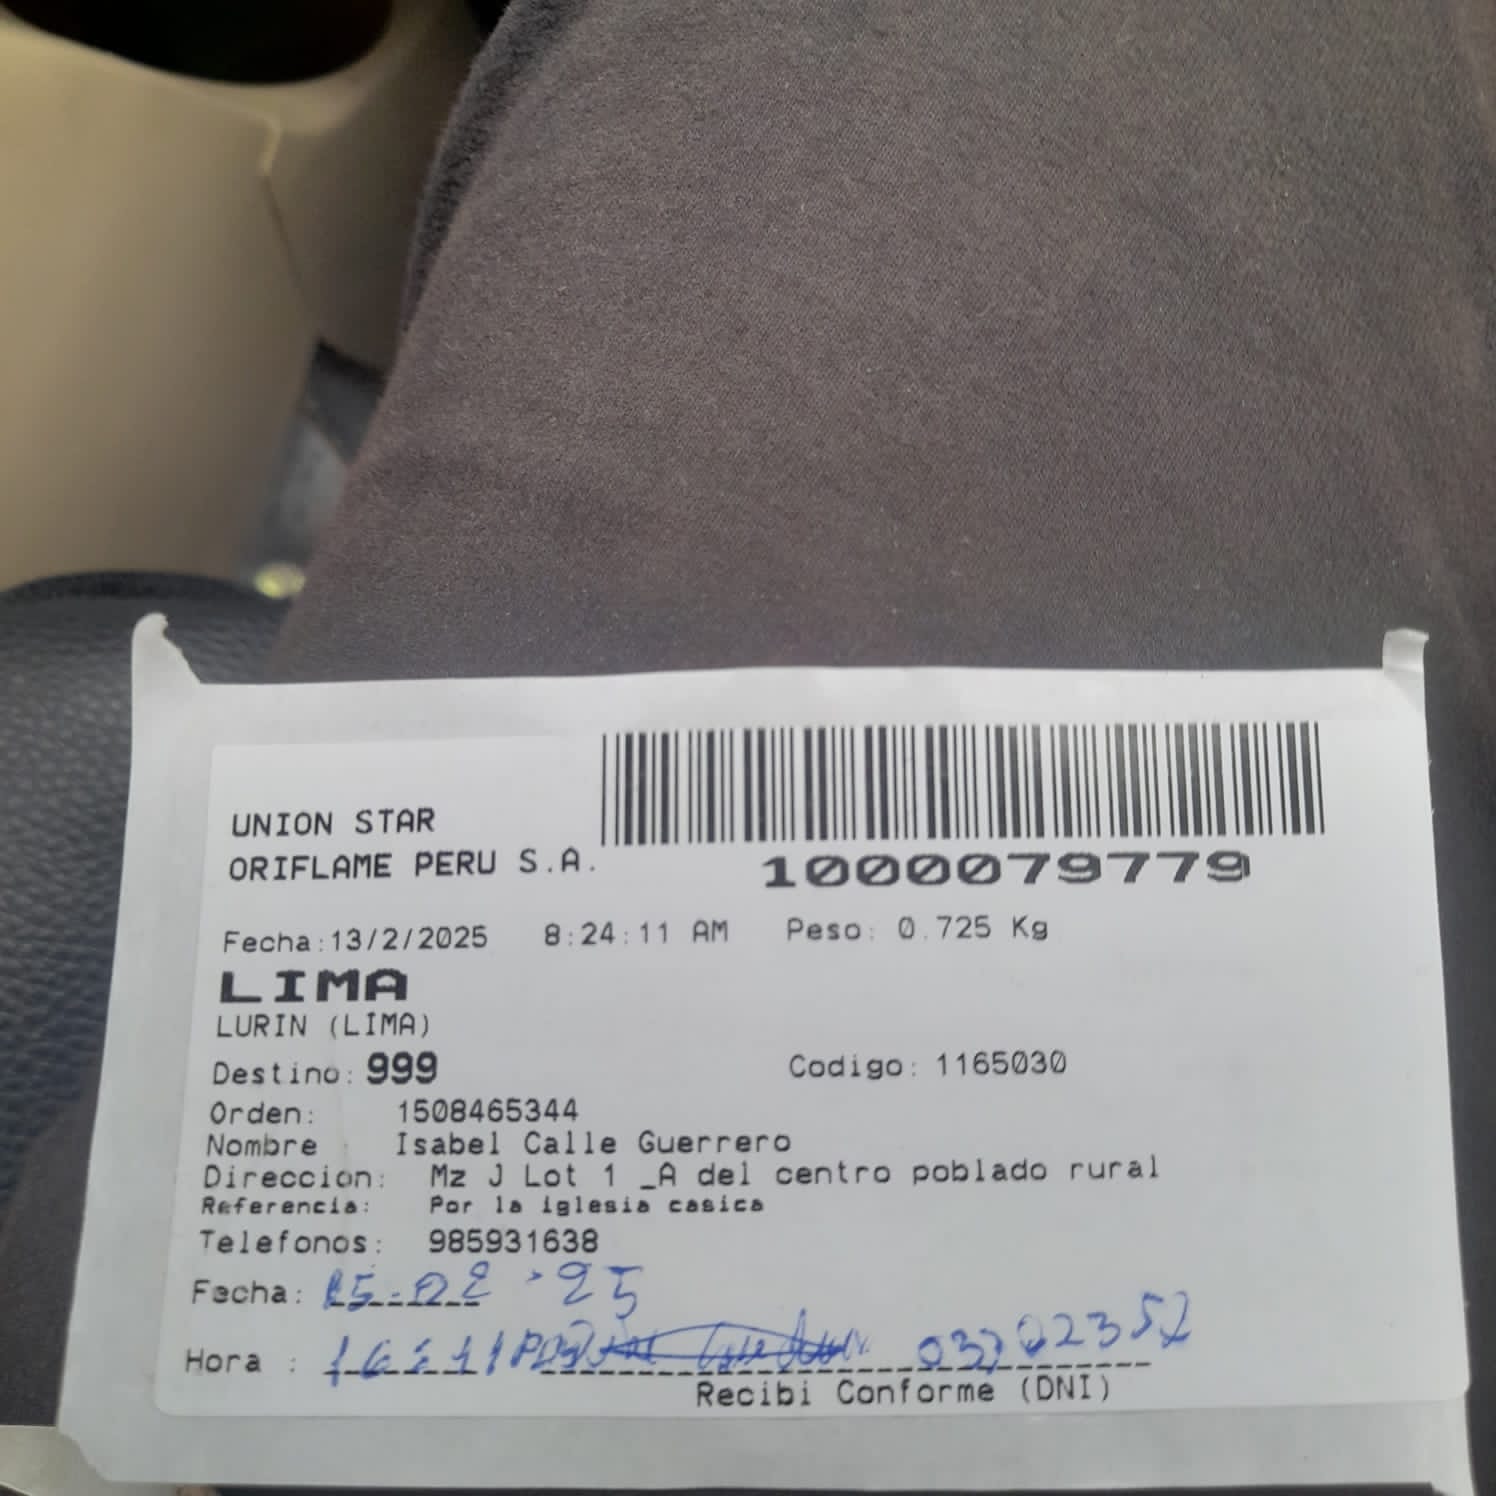 UNION STAR
ORIFLAME PERU S.A.
1000079779
Fecha:13/2/2025 8:24:11 AM Peso: 0.725 Kg
LIMA
LURIN (LIMA)
Destino: 999 Codigo: 1165030
Orden: 1508465344
Nombre : Isabel Calle Guerrero
Direccion: Mz J Lot 1 _A del centro poblado rural
Referencia: Por la iglesia casica
Telefonos: 985931638
Fecha: 15-02-25
Hora :
Recibi Conforme (DNI)